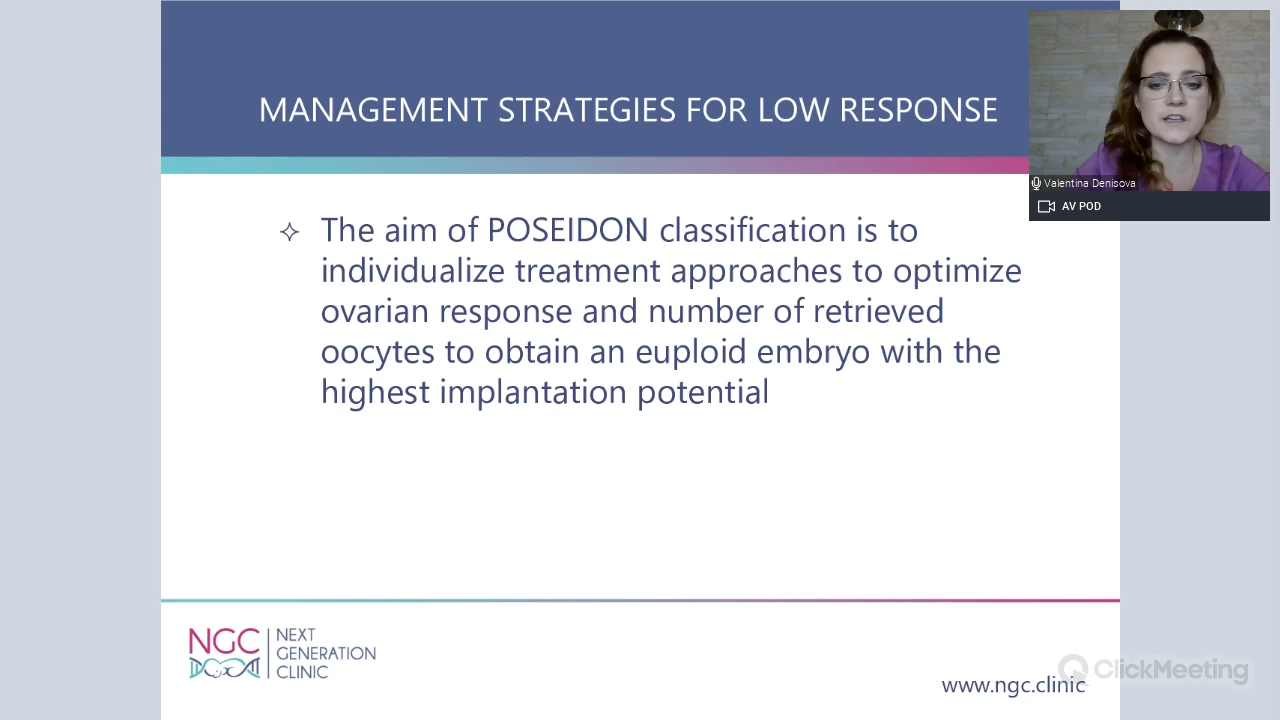 MANAGEMENT STRATEGIES FOR LOW RESPONSE
Valentina Denisova
AV POD
The aim of POSEIDON classification is to
individualize treatment approaches to optimize
ovarian response and number of retrieved
oocytes to obtain an euploid embryo with the
highest implantation potential
NGC
NEXT
GENERATION
CLINIC
ClickMeeting
www.ngc.clinic